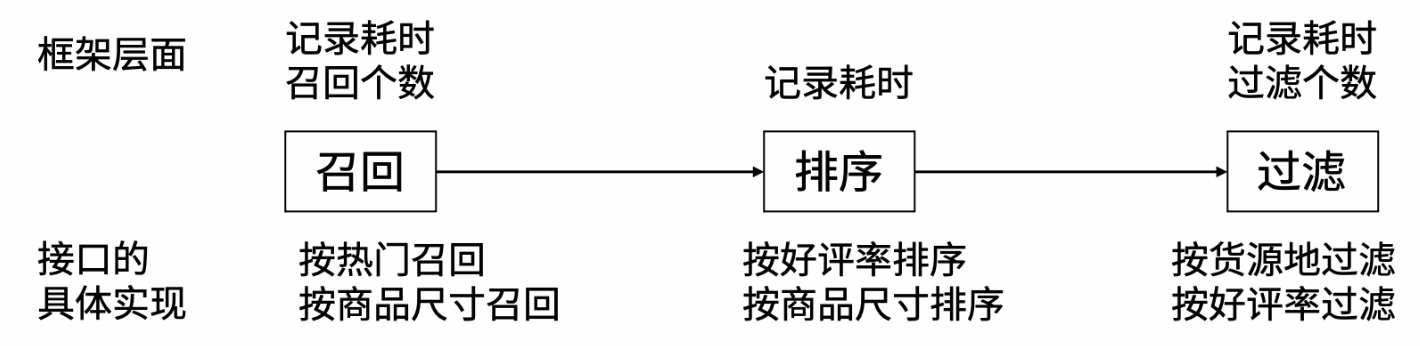 框架层面
记录耗时
召回个数
记录耗时
记录耗时
过滤个数
召回
排序
过滤
接口的
具体实现
按热门召回
按商品尺寸召回
按好评率排序
按商品尺寸排序
按货源地过滤
按好评率过滤